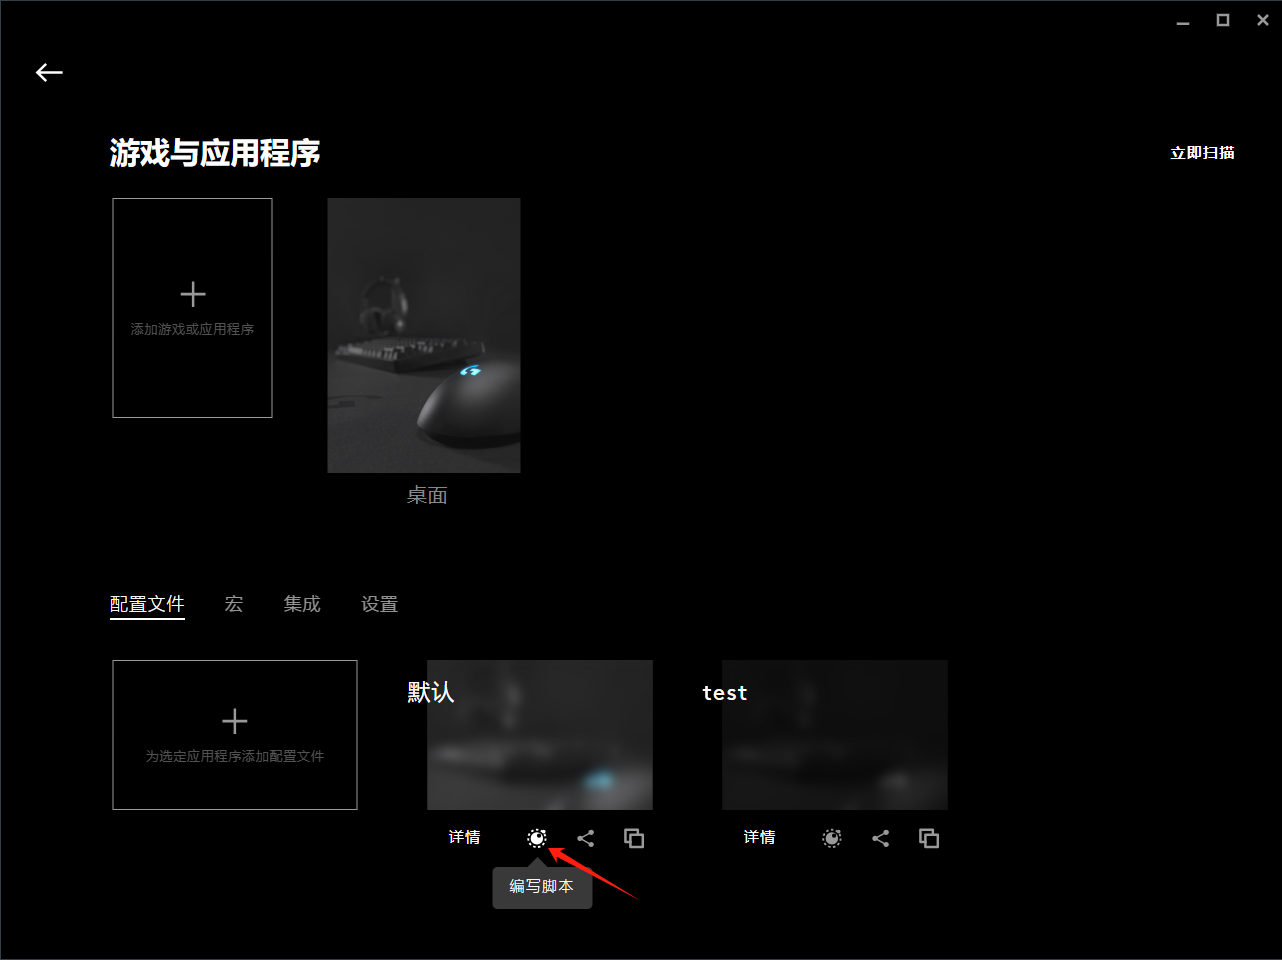 游戏与应用程序
立即扫描
添加游戏或应用程序
桌面
配置文件 宏 集成 设置
为选定应用程序添加配置文件
默认
test
详情
详情
编写脚本